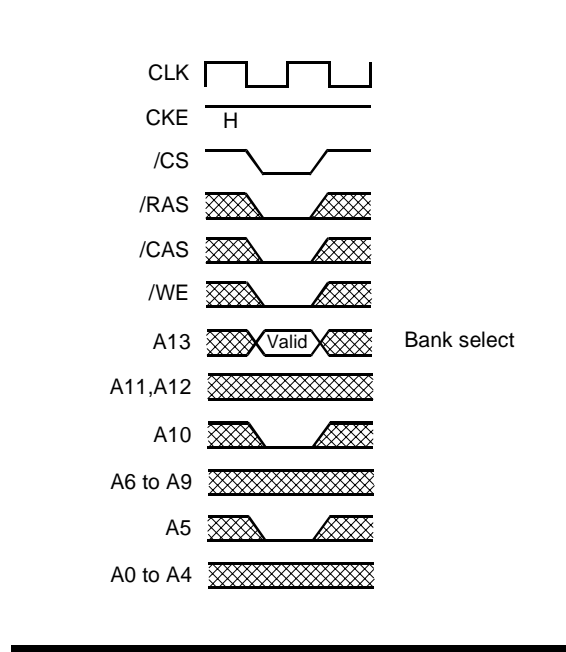 CLK
CKE H
/CS
/RAS
/CAS
/WE
A13 Valid Bank select
A11,A12
A10
A6 to A9
A5
A0 to A4